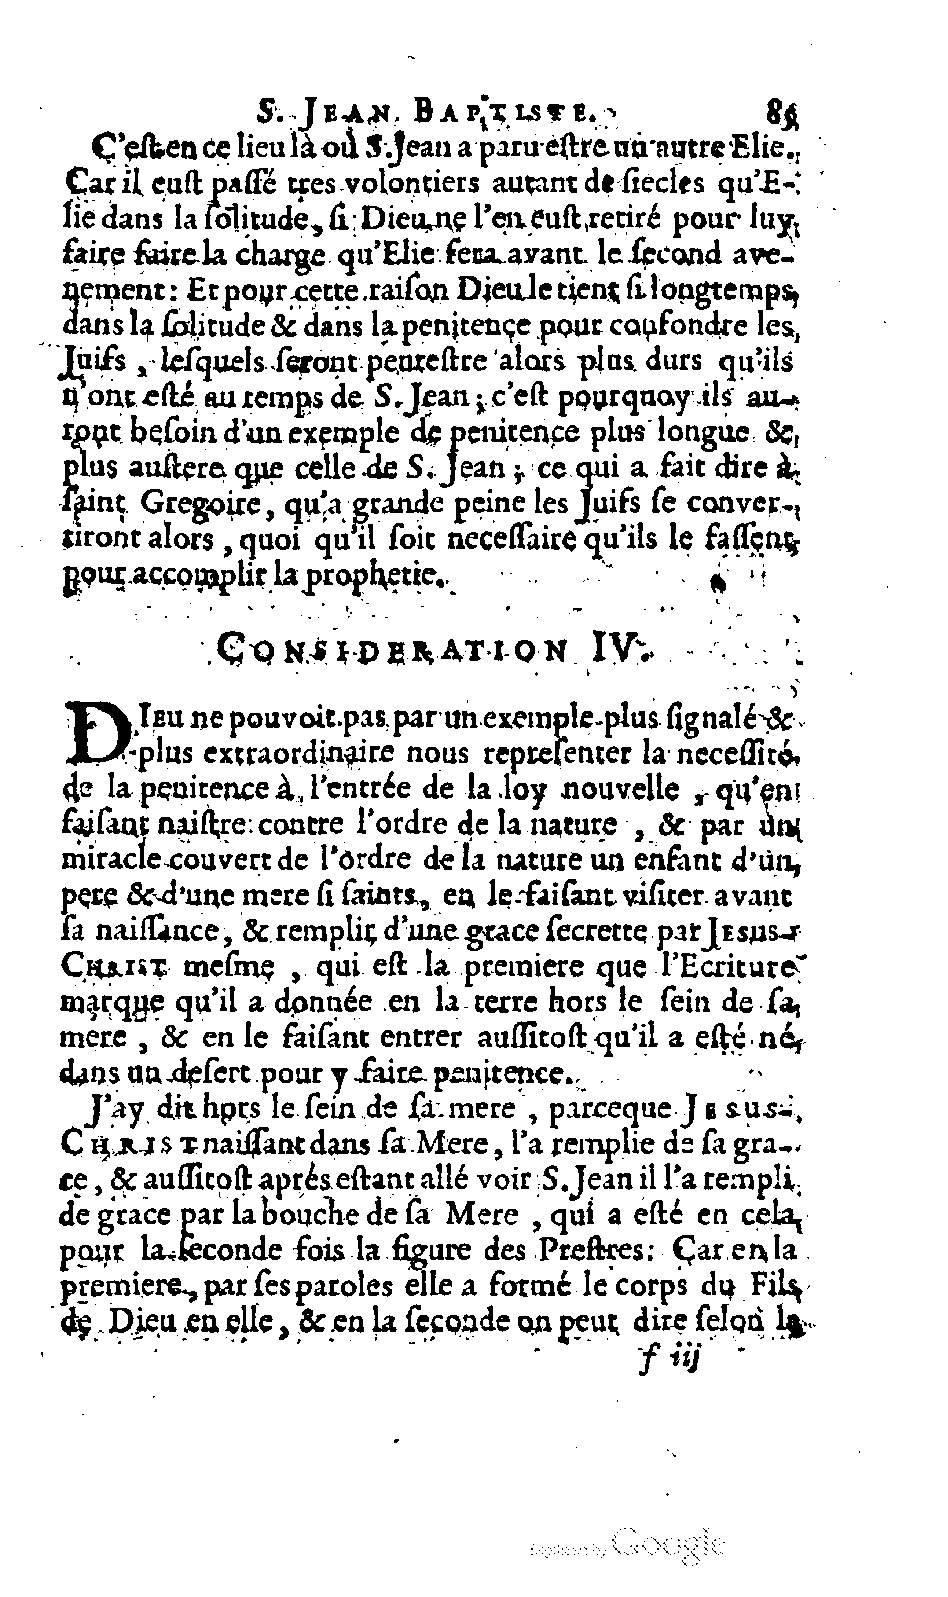 S. JEAN BAPTISTE. 85
C'eſt en ce lieu là où S. Jean a paru eſtre un autre Elie.
Car il euſt paſſé tres volontiers autant de ſiecles qu'E-
lie dans la ſolitude, ſi Dieu ne l'en euſt retiré pour luy
faire faire la charge qu'Elie fera avant le ſecond ave-
nement: Et pour cette raiſon Dieu le tient ſi longtemps
dans la ſolitude & dans la penitence pour confondre les
Juifs, leſquels ſeront peuteſtre alors plus durs qu'ils
n'ont eſté au temps de S. Jean; c'eſt pourquoy ils au-
ront beſoin d'un exemple de penitence plus longue &
plus auſtere que celle de S. Jean; ce qui a fait dire à
ſaint Gregoire, qu'a grande peine les Juifs ſe conver-
tiront alors, quoi qu'il ſoit neceſſaire qu'ils le faſſent
pour accomplir la prophetie.
CONSIDERATION IV.
DIEU ne pouvoit pas par un exemple plus ſignalé &
plus extraordinaire nous repreſenter la neceſſité
de la penitence à l'entrée de la loy nouvelle, qu'en
faiſant naiſtre contre l'ordre de la nature, & par un
miracle couvert de l'ordre de la nature un enfant d'un
pere & d'une mere ſi ſaints, en le faiſant viſiter avant
ſa naiſſance, & remplir d'une grace ſecrette par JESUS-
CHRIST meſme, qui eſt la premiere que l'Ecriture
marque qu'il a donnée en la terre hors le ſein de ſa
mere, & en le faiſant entrer auſſitoſt qu'il a eſté né
dans un deſert pour y faire penitence.
J'ay dit hors le ſein de ſa mere, parceque JESUS-
CHRIST naiſſant dans ſa Mere, l'a remplie de ſa gra-
ce, & auſſitoſt aprés eſtant allé voir S. Jean il l'a rempli
de grace par la bouche de ſa Mere, qui a eſté en cela
pour la ſeconde fois la figure des Preſtres: Car en la
premiere, par ſes paroles elle a formé le corps du Fils
de Dieu en elle, & en la ſeconde on peut dire ſelon la
f iij
Digitized by Google